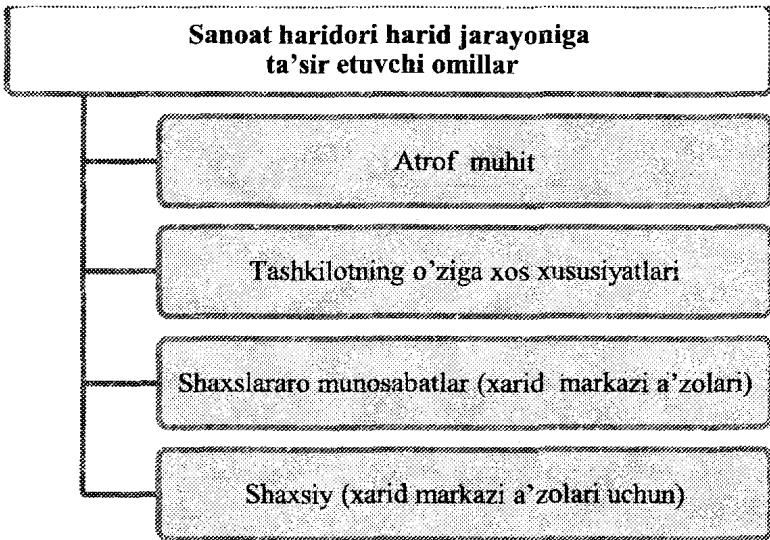 Sanoat haridori harid jarayoniga
ta'sir etuvchi omillar
Atrof muhit
Tashkilotning o'ziga xos xususiyatlari
Shaxslararo munosabatlar (xarid markazi a'zolari)
Shaxsiy (xarid markazi a'zolari uchun)